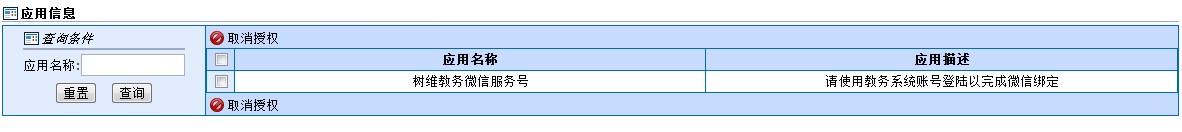 应用信息
查询条件
应用名称:
重置 查询
取消授权
应用名称 应用描述
树维教务微信服务号 请使用教务系统账号登陆以完成微信绑定
取消授权